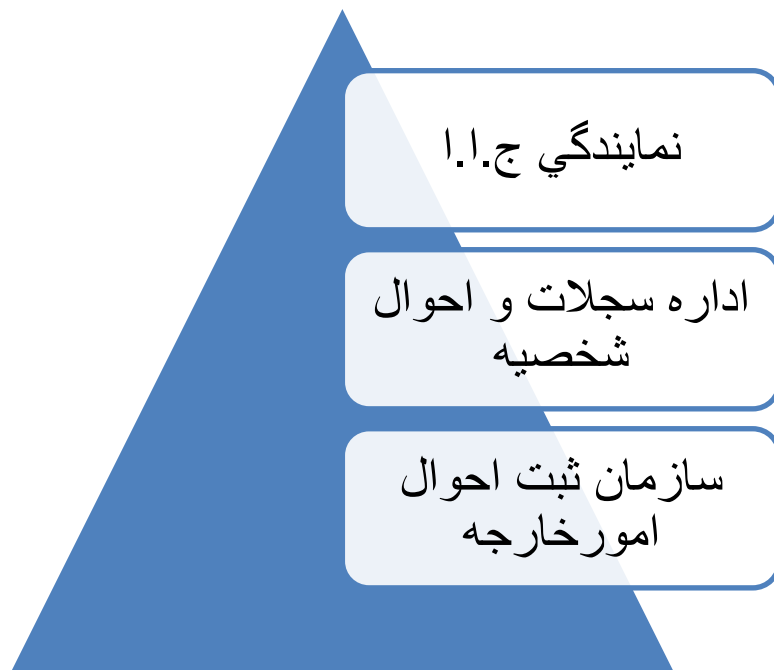 نمايندگي ج.ا.ا
اداره سجلات و احوال
شخصيه
سازمان ثبت احوال
امورخارجه